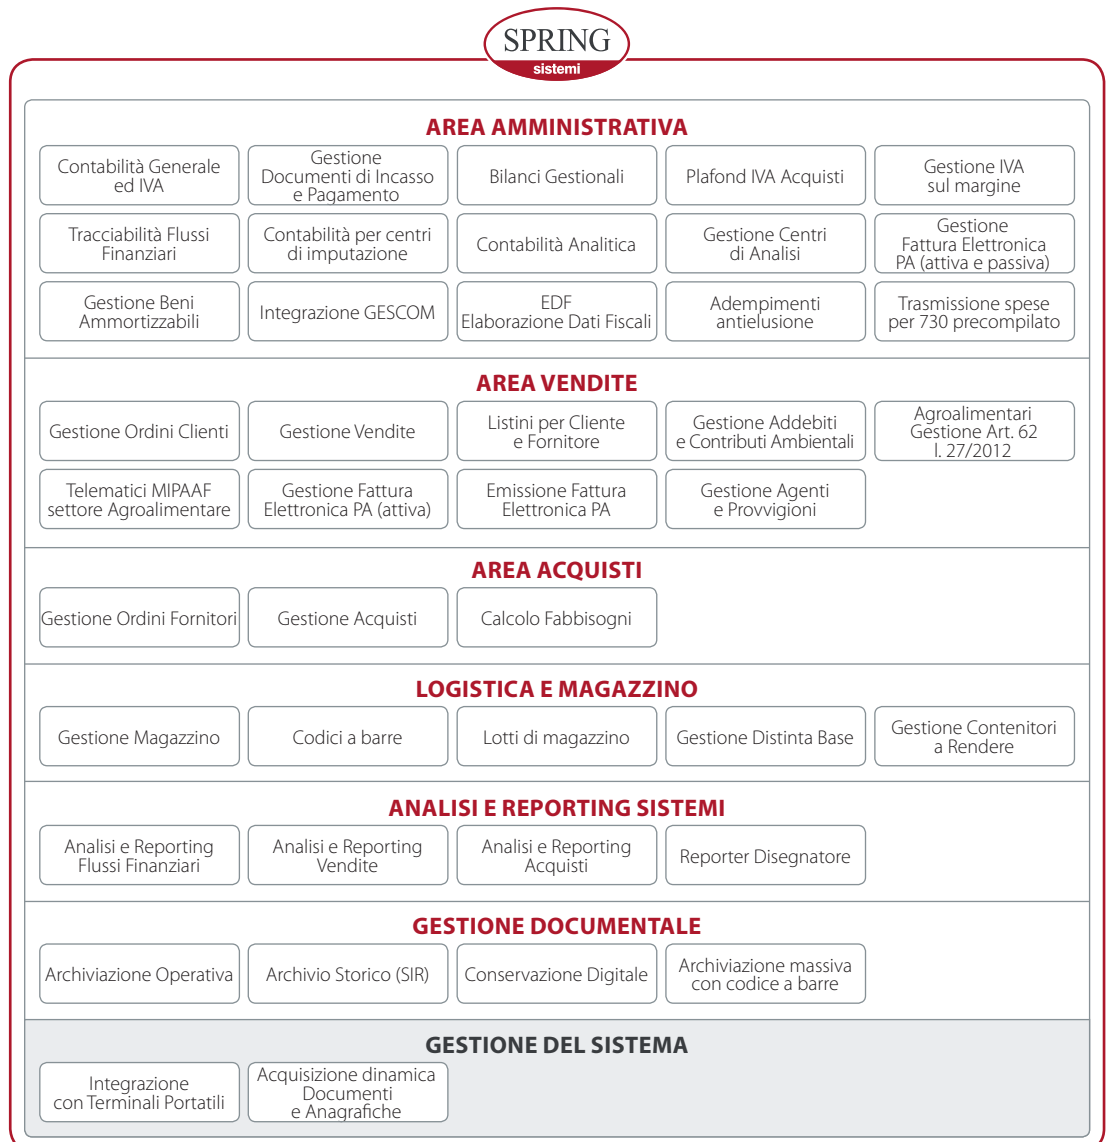 SPRING
sistemi
AREA AMMINISTRATIVA
Contabilità Generale
ed IVA
Gestione
Documenti di Incasso
e Pagamento
Bilanci Gestionali
Plafond IVA Acquisti
Gestione IVA
sul margine
Tracciabilità Flussi
Finanziari
Contabilità per centri
di imputazione
Contabilità Analitica
Gestione Centri
di Analisi
Gestione
Fattura Elettronica
PA (attiva e passiva)
Gestione Beni
Ammortizzabili
Integrazione GESCOM
EDF
Elaborazione Dati Fiscali
Adempimenti
antielusione
Trasmissione spese
per 730 precompilato
AREA VENDITE
Gestione Ordini Clienti
Gestione Vendite
Listini per Cliente
e Fornitore
Gestione Addebiti
e Contributi Ambientali
Agroalimentari
Gestione Art. 62
l. 27/2012
Telematici MIPAAF
settore Agroalimentare
Gestione Fattura
Elettronica PA (attiva)
Emissione Fattura
Elettronica PA
Gestione Agenti
e Provvigioni
AREA ACQUISTI
Gestione Ordini Fornitori
Gestione Acquisti
Calcolo Fabbisogni
LOGISTICA E MAGAZZINO
Gestione Magazzino
Codici a barre
Lotti di magazzino
Gestione Distinta Base
Gestione Contenitori
a Rendere
ANALISI E REPORTING SISTEMI
Analisi e Reporting
Flussi Finanziari
Analisi e Reporting
Vendite
Analisi e Reporting
Acquisti
Reporter Disegnatore
GESTIONE DOCUMENTALE
Archiviazione Operativa
Archivio Storico (SIR)
Conservazione Digitale
Archiviazione massiva
con codice a barre
GESTIONE DEL SISTEMA
Integrazione
con Terminali Portatili
Acquisizione dinamica
Documenti
e Anagrafiche